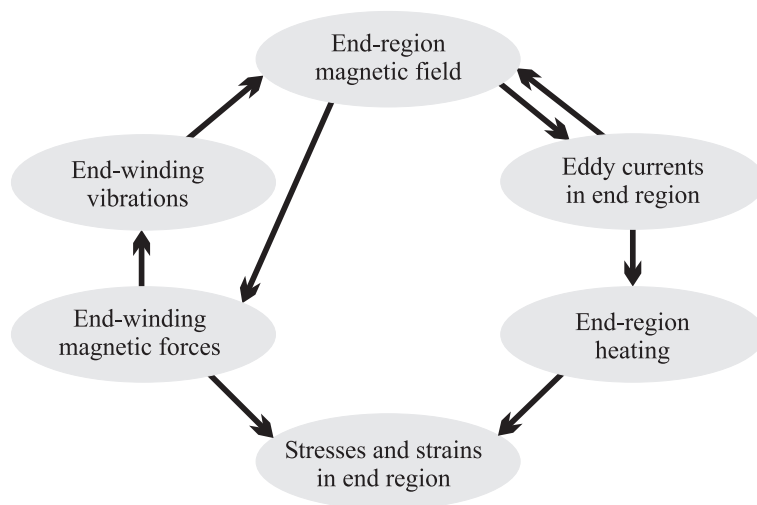 End-region
magnetic field
End-winding
vibrations
Eddy currents
in end region
End-winding
magnetic forces
End-region
heating
Stresses and strains
in end region